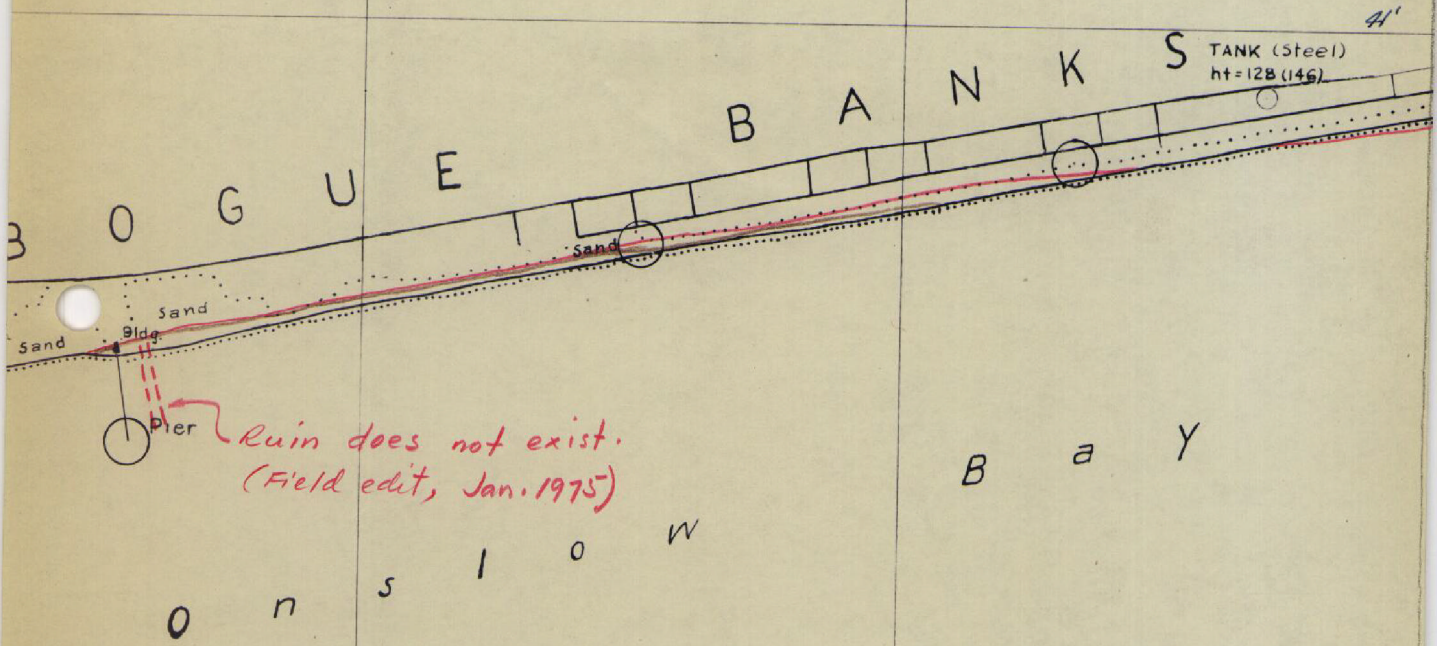 41'
TANK (Steel)
ht=128 (146)
B O G U E B A N K S
Sand
Sand
Bldg.
Sand
Pier
Ruin does not exist.
(Field edit, Jan. 1975)
O n s l o w B a y